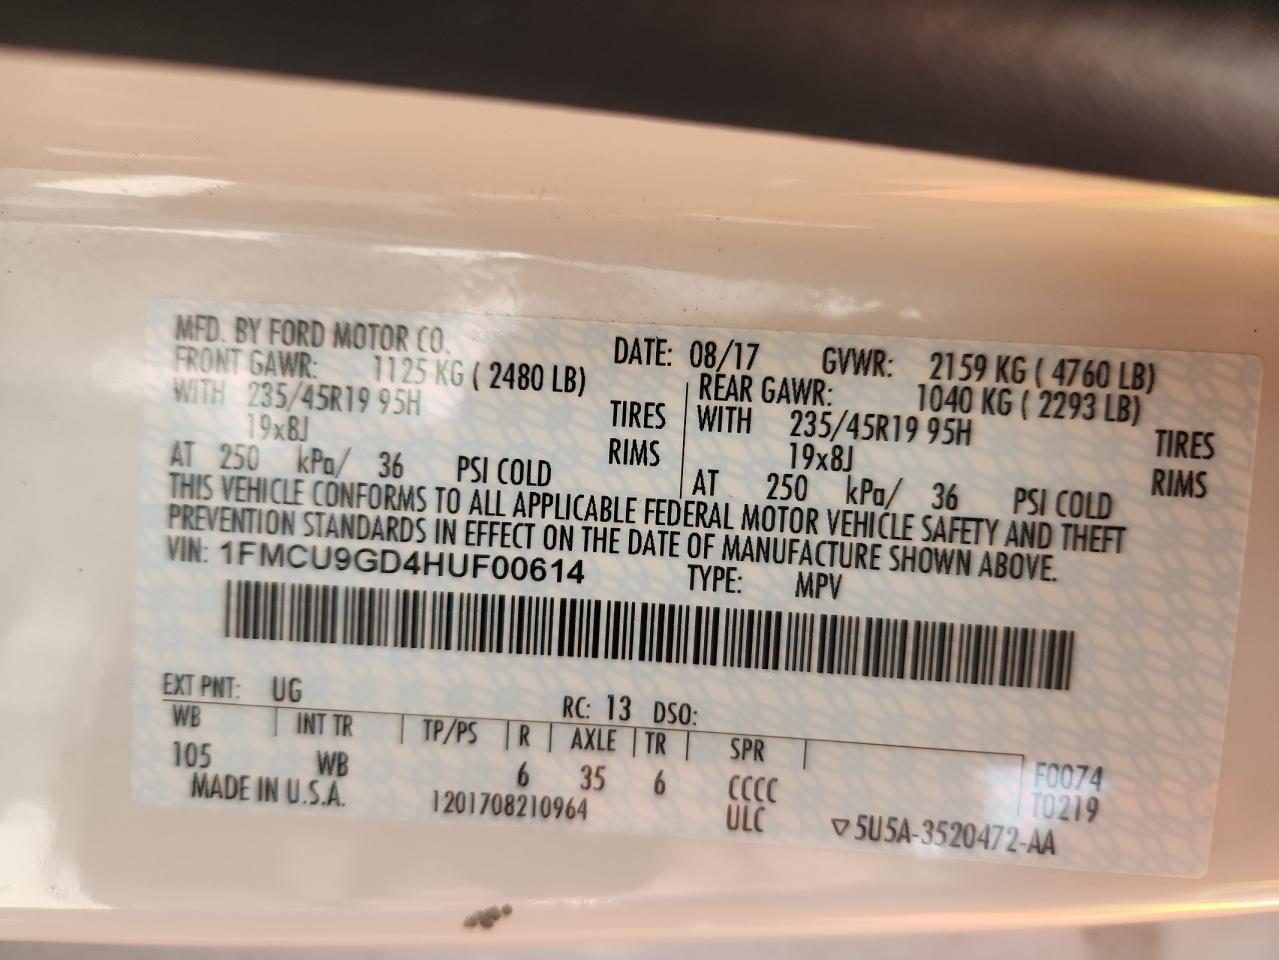 MFD. BY FORD MOTOR CO.
DATE: 08/17 GVWR: 2159 KG ( 4760 LB)
FRONT GAWR: 1125 KG ( 2480 LB) REAR GAWR: 1040 KG ( 2293 LB)
WITH 235/45R19 95H TIRES WITH 235/45R19 95H TIRES
19x8J RIMS 19x8J RIMS
AT 250 kPa/ 36 PSI COLD AT 250 kPa/ 36 PSI COLD
THIS VEHICLE CONFORMS TO ALL APPLICABLE FEDERAL MOTOR VEHICLE SAFETY AND THEFT
PREVENTION STANDARDS IN EFFECT ON THE DATE OF MANUFACTURE SHOWN ABOVE.
VIN: 1FMCU9GD4HUF00614 TYPE: MPV
EXT PNT: UG RC: 13 DSO:
WB INT TR TP/PS R AXLE TR SPR
105 WB 6 35 6 CCCC F0074
MADE IN U.S.A. 1201708210964 ULC T0219
▽5U5A-3520472-AA